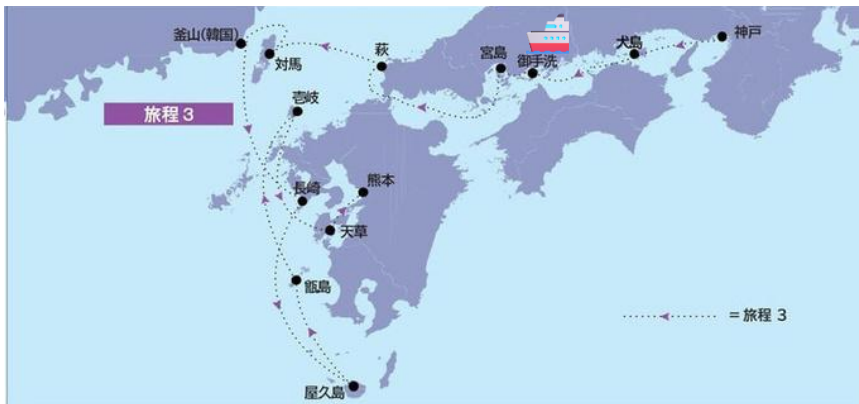 釜山(韓国)
対馬
萩
宮島
御手洗
犬島
神戸
壱岐
旅程 3
長崎
熊本
天草
甑島
= 旅程 3
屋久島